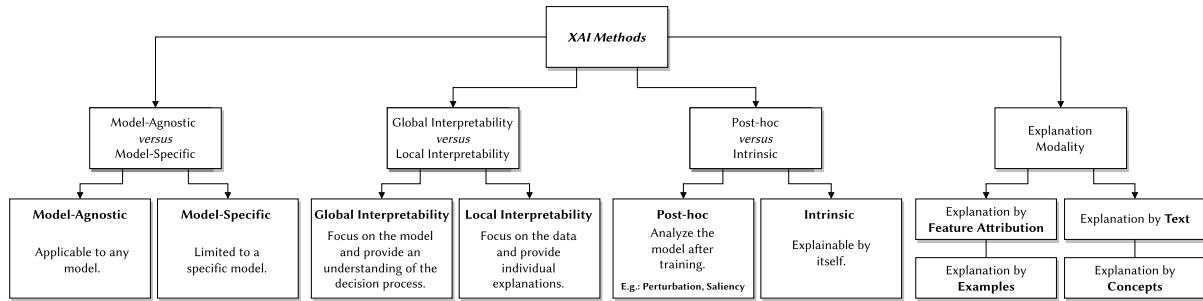 XAI Methods
Model-Agnostic
versus
Model-Specific
Global Interpretability
versus
Local Interpretability
Post-hoc
versus
Intrinsic
Explanation
Modality
Model-Agnostic
Applicable to any
model.
Model-Specific
Limited to a
specific model.
Global Interpretability
Focus on the model
and provide an
understanding of the
decision process.
Local Interpretability
Focus on the data
and provide
individual
explanations.
Post-hoc
Analyze the
model after
training.
E.g.: Perturbation, Saliency
Intrinsic
Explainable by
itself.
Explanation by
Feature Attribution
Explanation by Text
Explanation by
Examples
Explanation by
Concepts